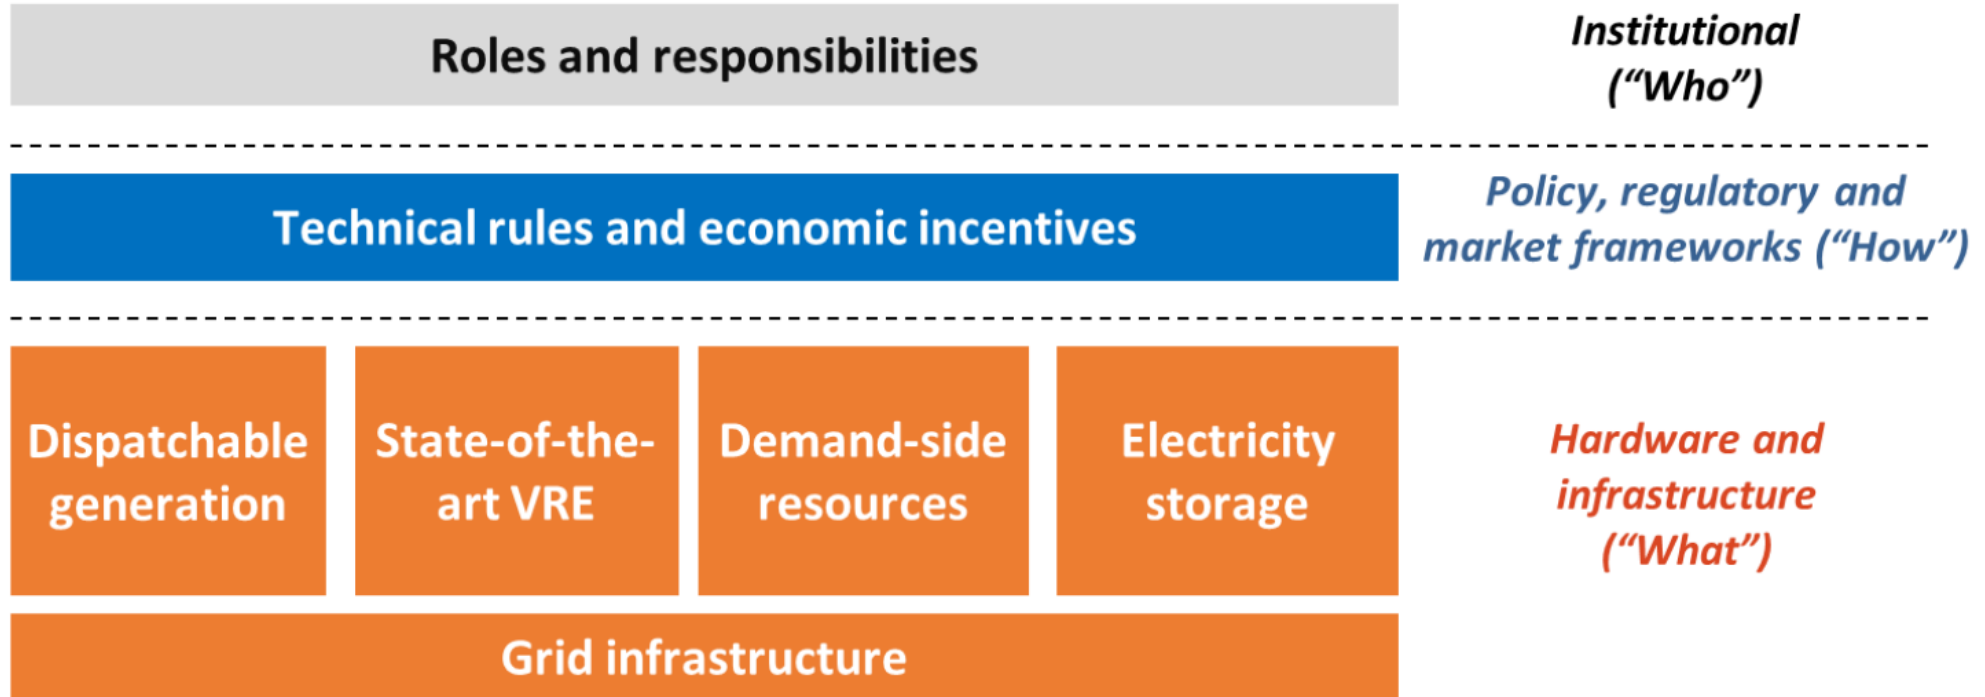 Roles and responsibilities
Institutional
(“Who”)
Technical rules and economic incentives
Policy, regulatory and
market frameworks (“How”)
Dispatchable
generation
State-of-the-
art VRE
Demand-side
resources
Electricity
storage
Hardware and
infrastructure
(“What”)
Grid infrastructure